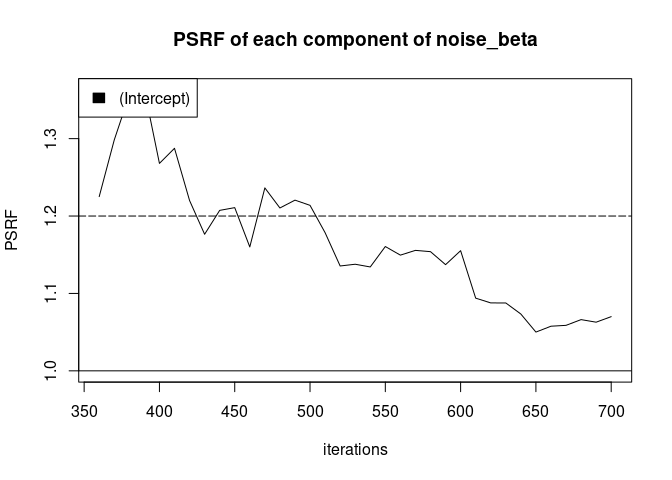 PSRF of each component of noise_beta
(Intercept)
PSRF
1.3
1.2
1.1
1.0
350 400 450 500 550 600 650 700
iterations